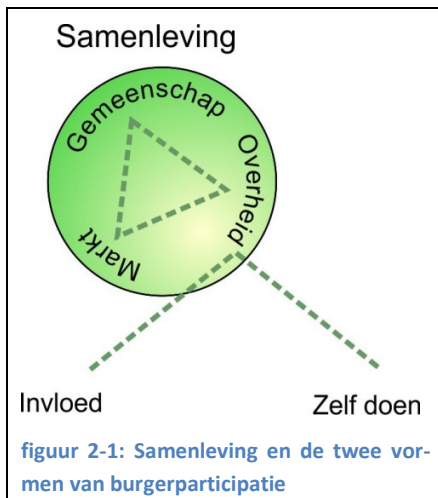 Samenleving
Gemeenschap
Overheid
Markt
Invloed
Zelf doen
figuur 2-1: Samenleving en de twee vor-
men van burgerparticipatie